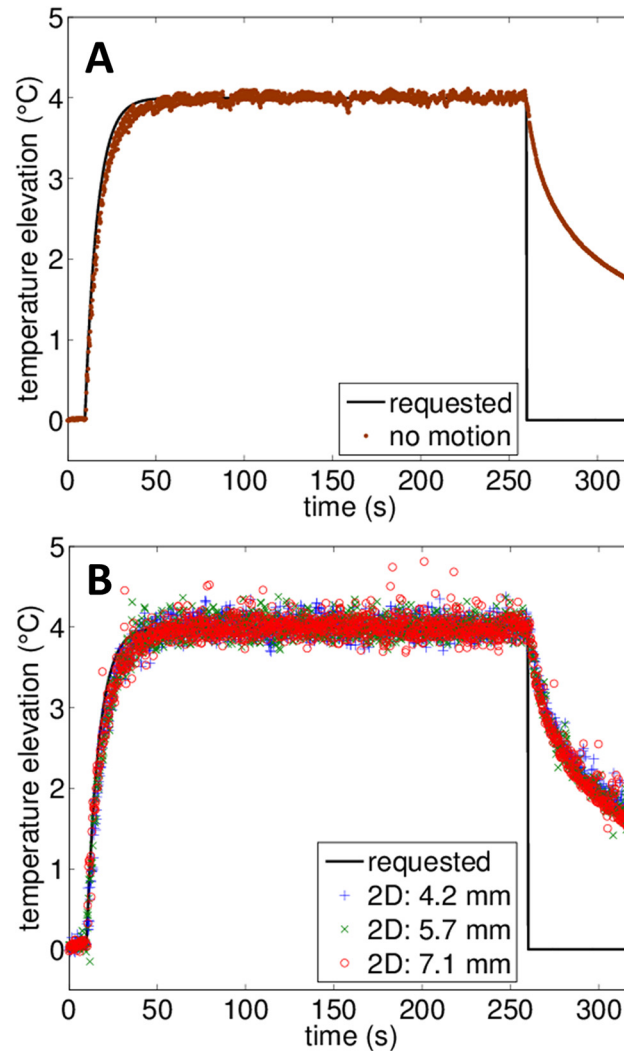 A
temperature elevation (°C)
5
4
3
2
1
0
requested
no motion
0 50 100 150 200 250 300
time (s)
B
temperature elevation (°C)
5
4
3
2
1
0
requested
2D: 4.2 mm
2D: 5.7 mm
2D: 7.1 mm
0 50 100 150 200 250 300
time (s)